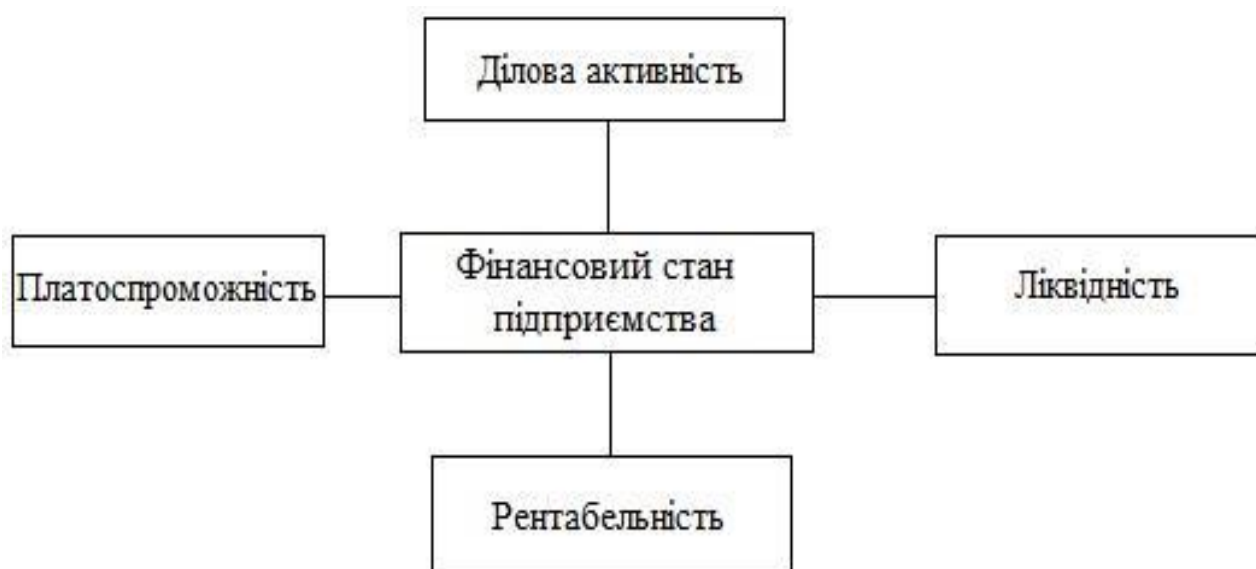 Ділова активність
Платоспроможність
Фінансовий стан
підприємства
Ліквідність
Рентабельність